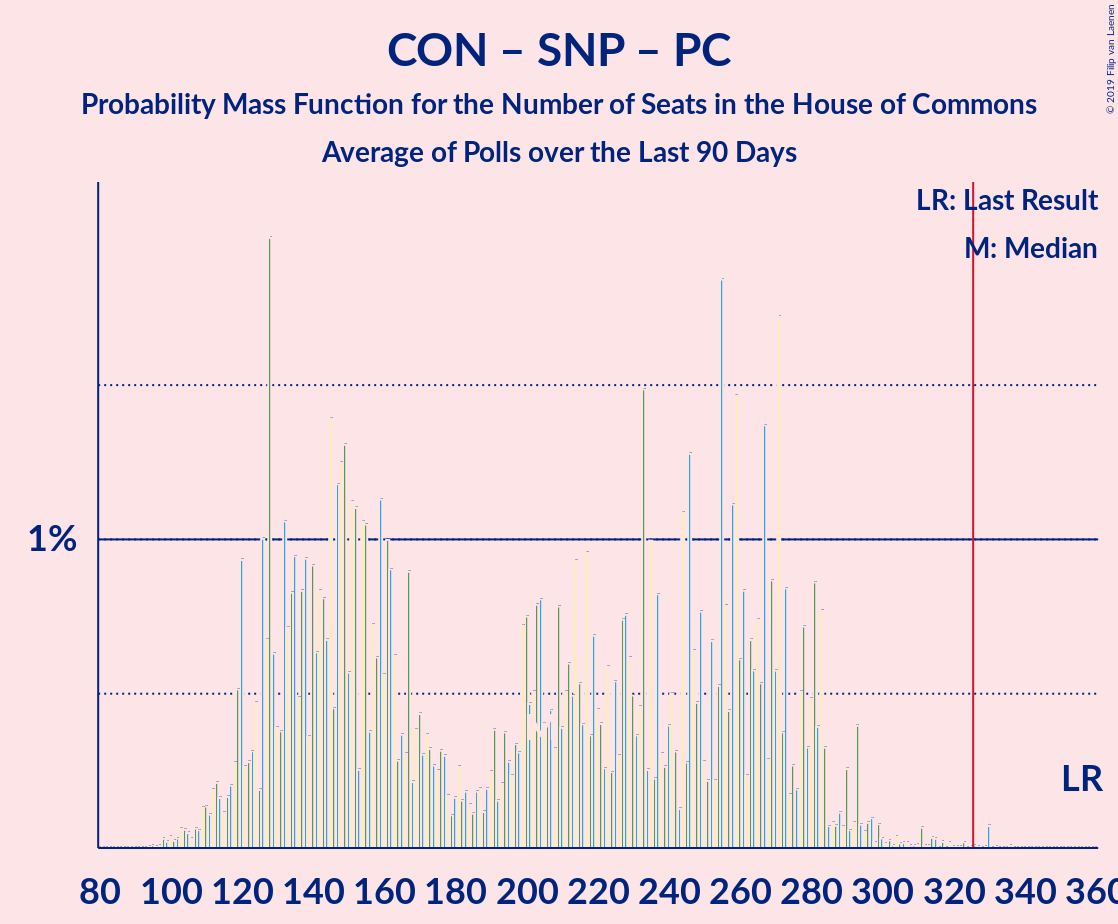 CON – SNP – PC
Probability Mass Function for the Number of Seats in the House of Commons
Average of Polls over the Last 90 Days
© 2019 Filip van Laenen
LR: Last Result
M: Median
1%
LR
80 100 120 140 160 180 200 220 240 260 280 300 320 340 360